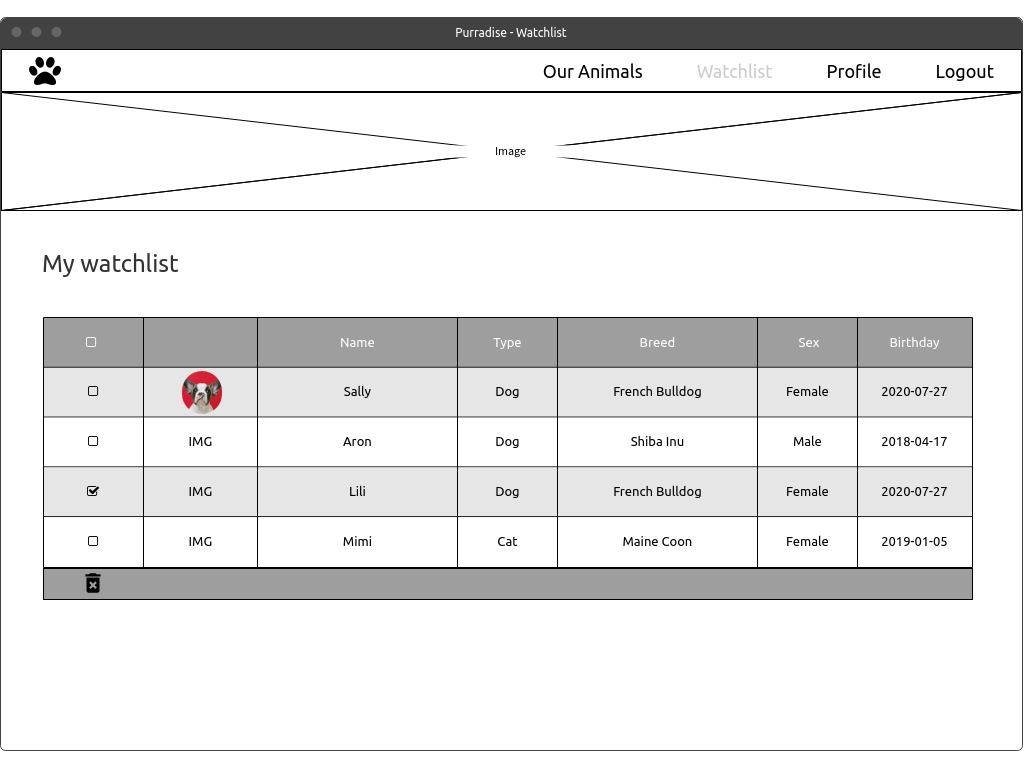 Purradise - Watchlist
Our Animals Watchlist Profile Logout
Image
My watchlist
Name Type Breed Sex Birthday
Sally Dog French Bulldog Female 2020-07-27
IMG Aron Dog Shiba Inu Male 2018-04-17
IMG Lili Dog French Bulldog Female 2020-07-27
IMG Mimi Cat Maine Coon Female 2019-01-05